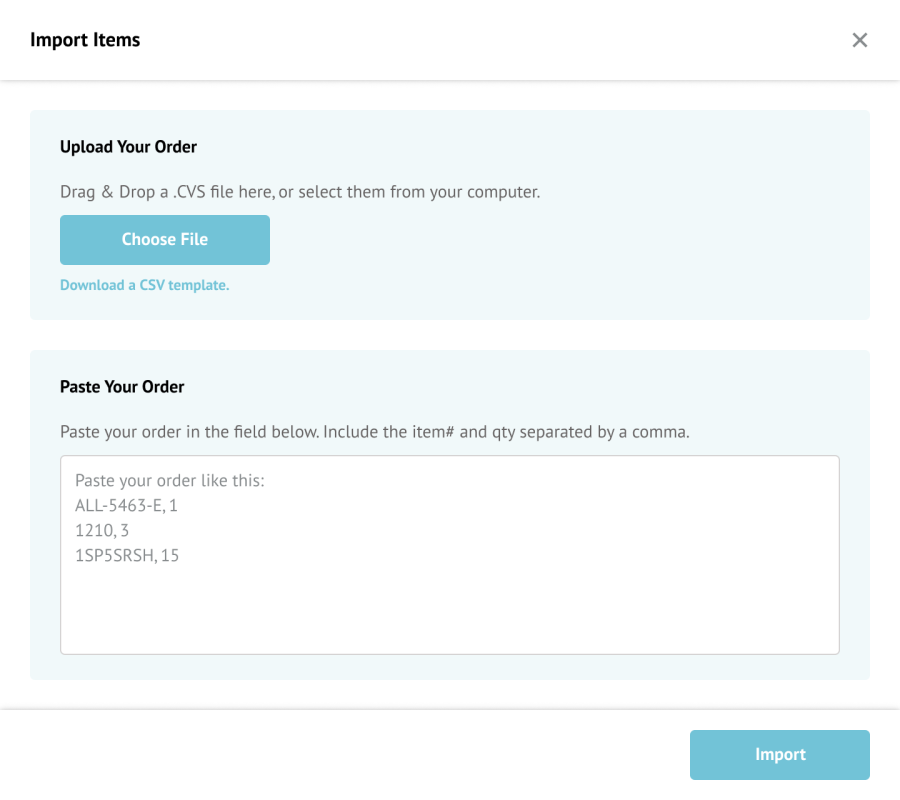 Import Items
Upload Your Order
Drag & Drop a .CVS file here, or select them from your computer.
Choose File
Download a CSV template.
Paste Your Order
Paste your order in the field below. Include the item# and qty separated by a comma.
Paste your order like this:
ALL-5463-E, 1
1210, 3
1SP5SRSH, 15
Import